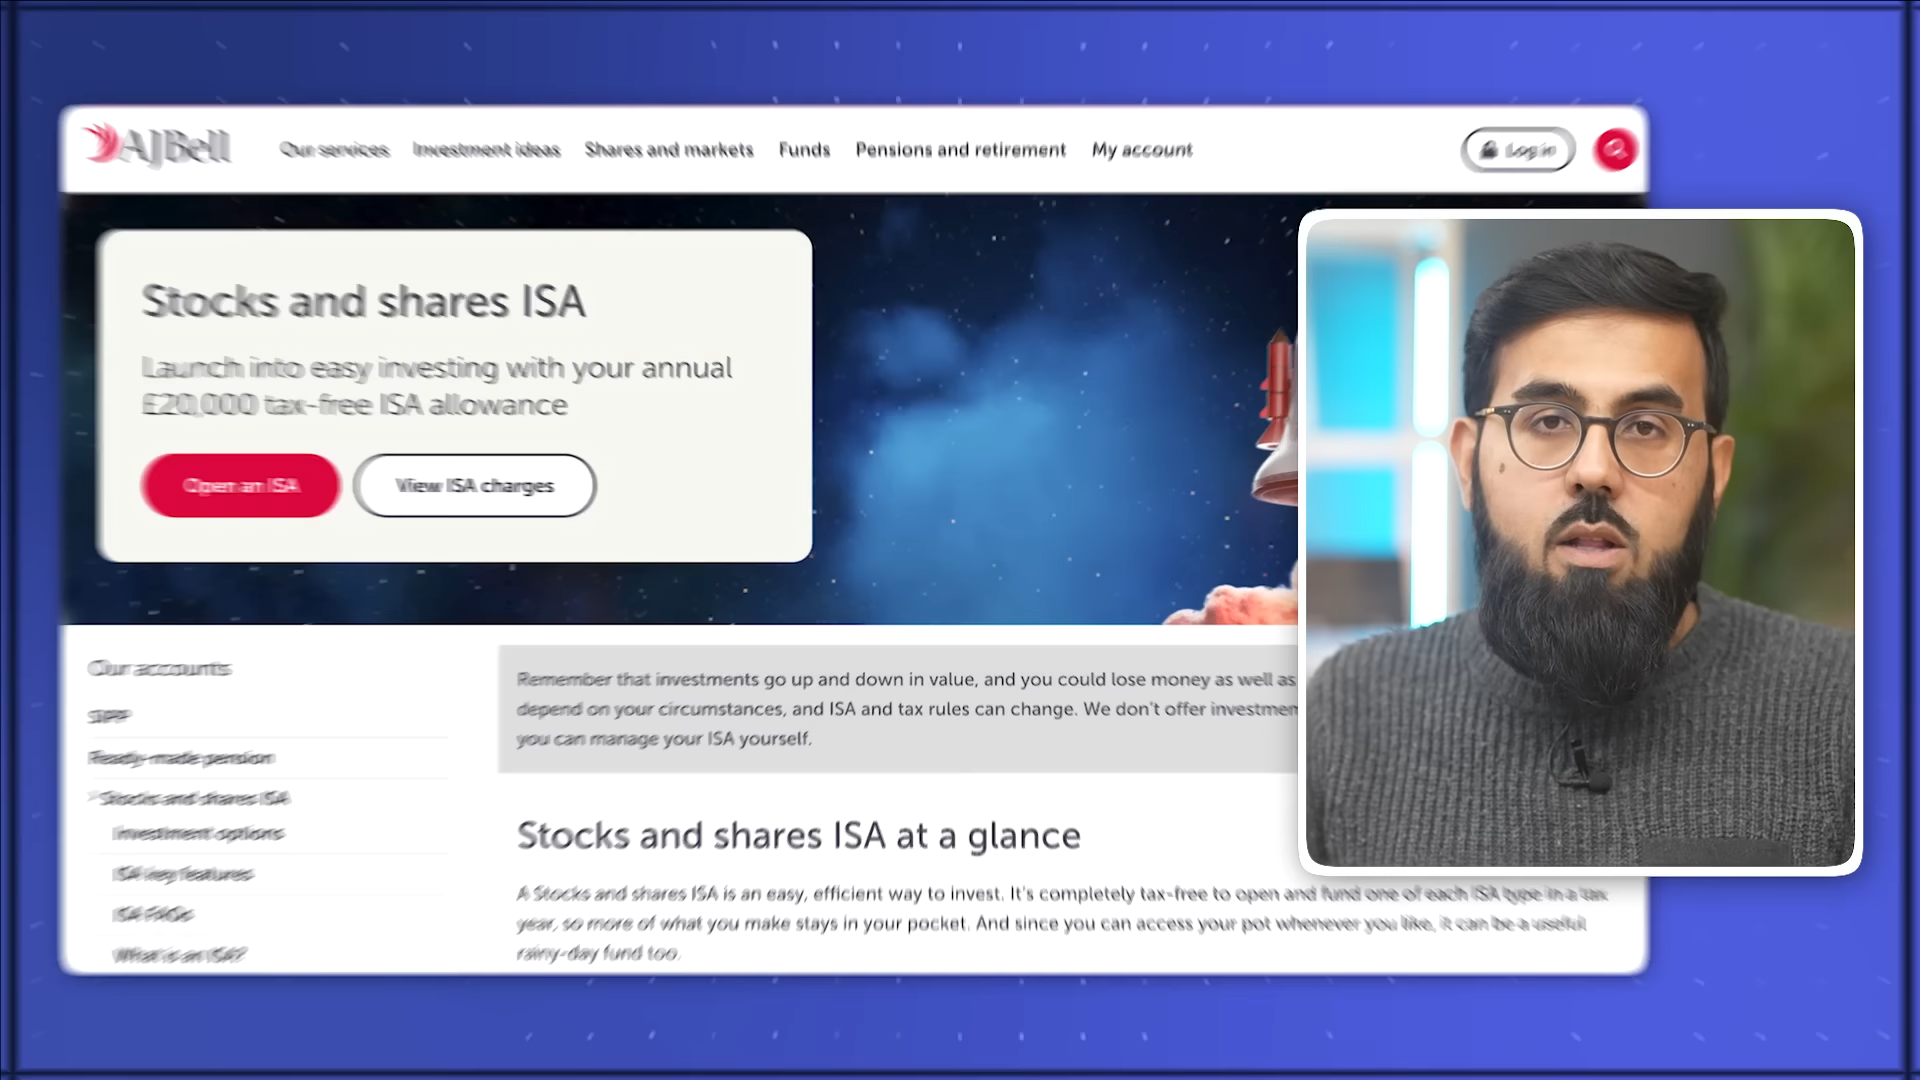 AJBell
Our services Investment ideas Shares and markets Funds Pensions and retirement My account
Log in
Stocks and shares ISA
Launch into easy investing with your annual
£20,000 tax-free ISA allowance
Open an ISA View ISA charges
Our accounts
SIPP
Ready-made pension
Stocks and shares ISA
Investment options
ISA key features
ISA FAQs
What is an ISA?
Remember that investments go up and down in value, and you could lose money as well as
depend on your circumstances, and ISA and tax rules can change. We don't offer investmen
you can manage your ISA yourself.
Stocks and shares ISA at a glance
A Stocks and shares ISA is an easy, efficient way to invest. It's completely tax-free to open and fund one of each ISA type in a tax
year, so more of what you make stays in your pocket. And since you can access your pot whenever you like, it can be a useful
rainy-day fund too.